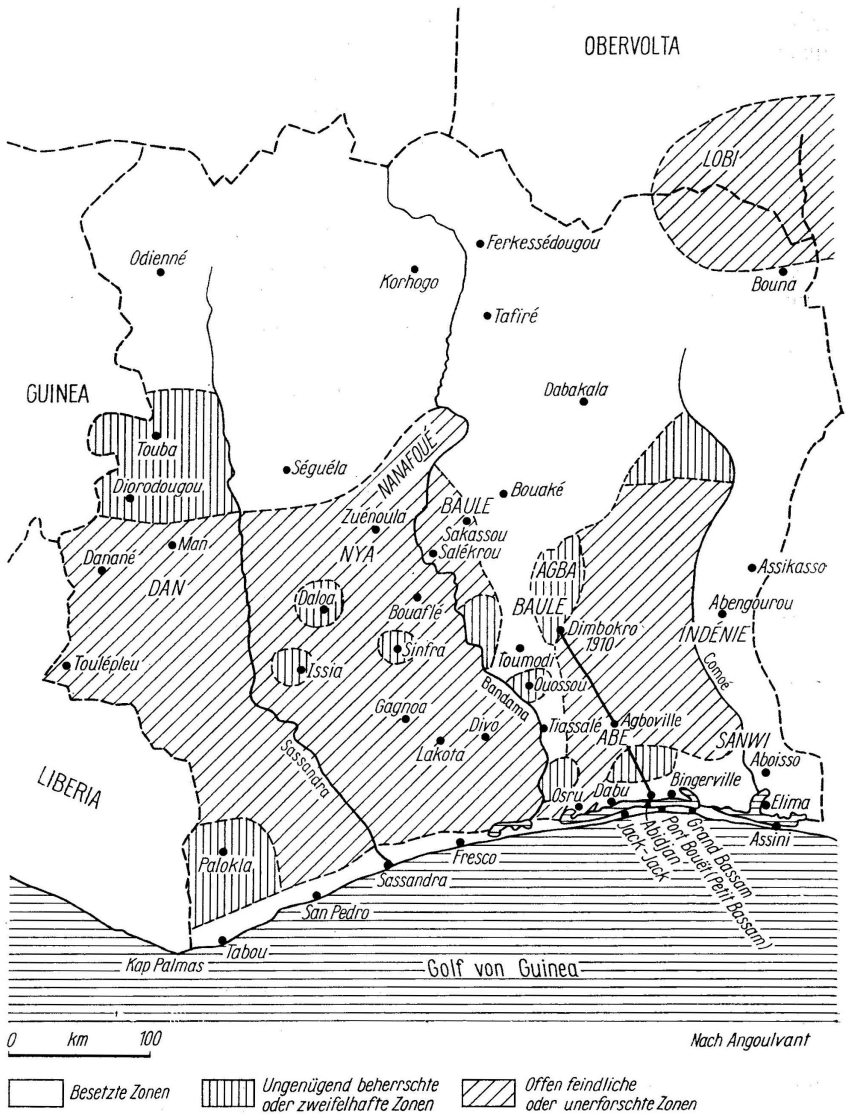 OBERVOLTA
LOBI
Ferkessédougou
Odienné
Korhogo
Bouna
Tafiré
GUINEA
Dabakala
Touba
NANAFOUÉ
Séguéla
Diorodougou
Bouaké
BAULE
Zuénoula
Sakassou
NYA
Man
Salékrou
Danané
AGBA
Assikasso
DAN
Daloa
Bouaflé
BAULE
Abengourou
Dimbokro
1910
INDÉNIE
Toulépleu
Sinfra
Toumodi
Issia
Ouossou
Comoé
Bandama
Gagnoa
Agboville
Tiassalé
ABE
Divo
Lakota
SANWI
Sassandra
Aboisso
LIBERIA
Bingerville
Osru
Dabu
Elima
Assini
Grand Bassam
Port Bouët (Petit Bassam)
Abidjan
Jack-Jack
Fresco
Palokla
Sassandra
San Pedro
Tabou
Kap Palmas
Golf von Guinea
0 km 100
Nach Angoulvant
Besetzte Zonen
Ungenügend beherrschte
oder zweifelhafte Zonen
Offen feindliche
oder unerforschte Zonen